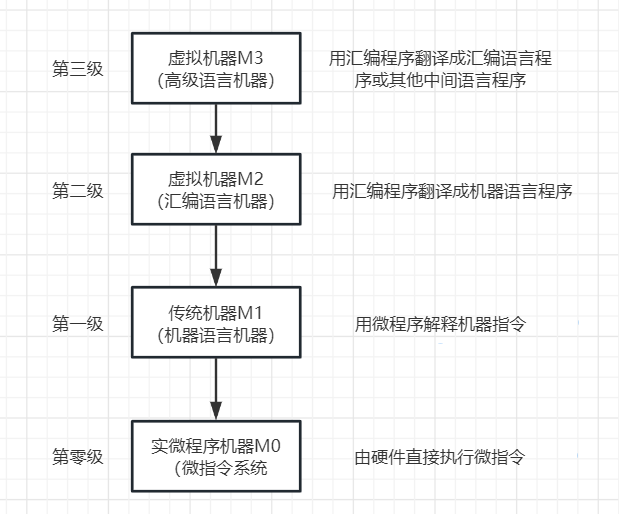 第三级
虚拟机器M3
(高级语言机器）
用汇编程序翻译成汇编语言程
序或其他中间语言程序
第二级
虚拟机器M2
(汇编语言机器）
用汇编程序翻译成机器语言程序
第一级
传统机器M1
(机器语言机器）
用微程序解释机器指令
第零级
实微程序机器M0
（微指令系统
由硬件直接执行微指令